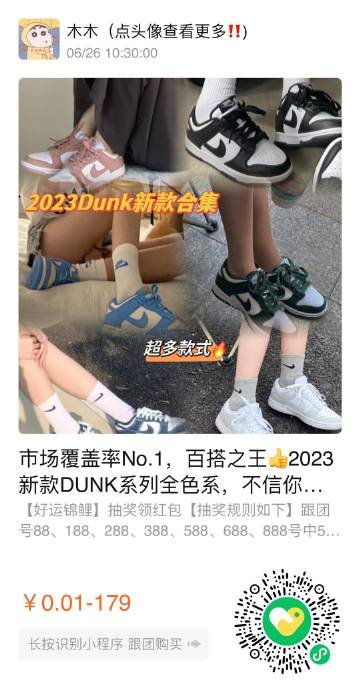 木木（点头像查看更多‼️）
06/26 10:30:00
2023Dunk新款合集
超多款式🔥
市场覆盖率No.1，百搭之王👍2023
新款DUNK系列全色系，不信你…
【好运锦鲤】抽奖领红包【抽奖规则如下】跟团
号88、188、288、388、588、688、888号中5…
￥0.01-179
长按识别小程序 跟团购买